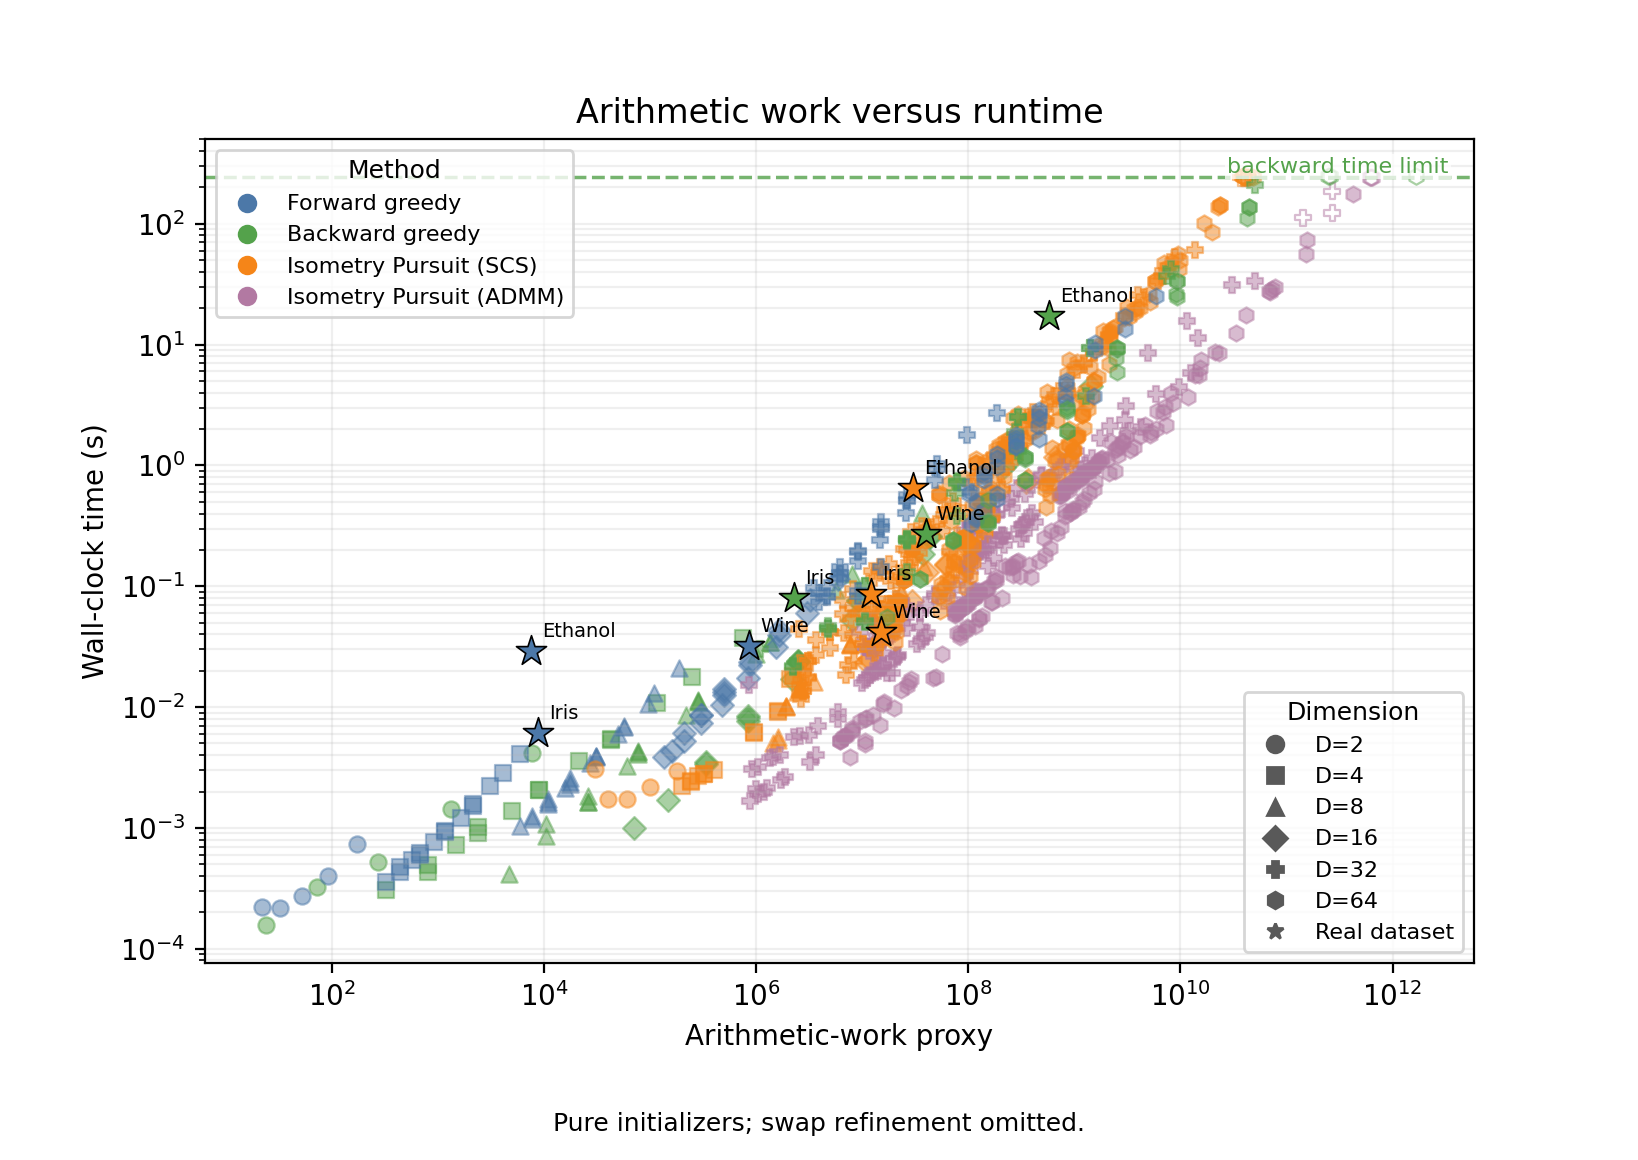 Arithmetic work versus runtime
backward time limit
Method
Forward greedy
Backward greedy
Isometry Pursuit (SCS)
Isometry Pursuit (ADMM)
Ethanol
Ethanol
Wine
Iris
Iris
Wine
Wine
Ethanol
Iris
Dimension
D=2
D=4
D=8
D=16
D=32
D=64
Real dataset
Wall-clock time (s)
10²
10¹
10⁰
10⁻¹
10⁻²
10⁻³
10⁻⁴
10² 10⁴ 10⁶ 10⁸ 10¹⁰ 10¹²
Arithmetic-work proxy
Pure initializers; swap refinement omitted.